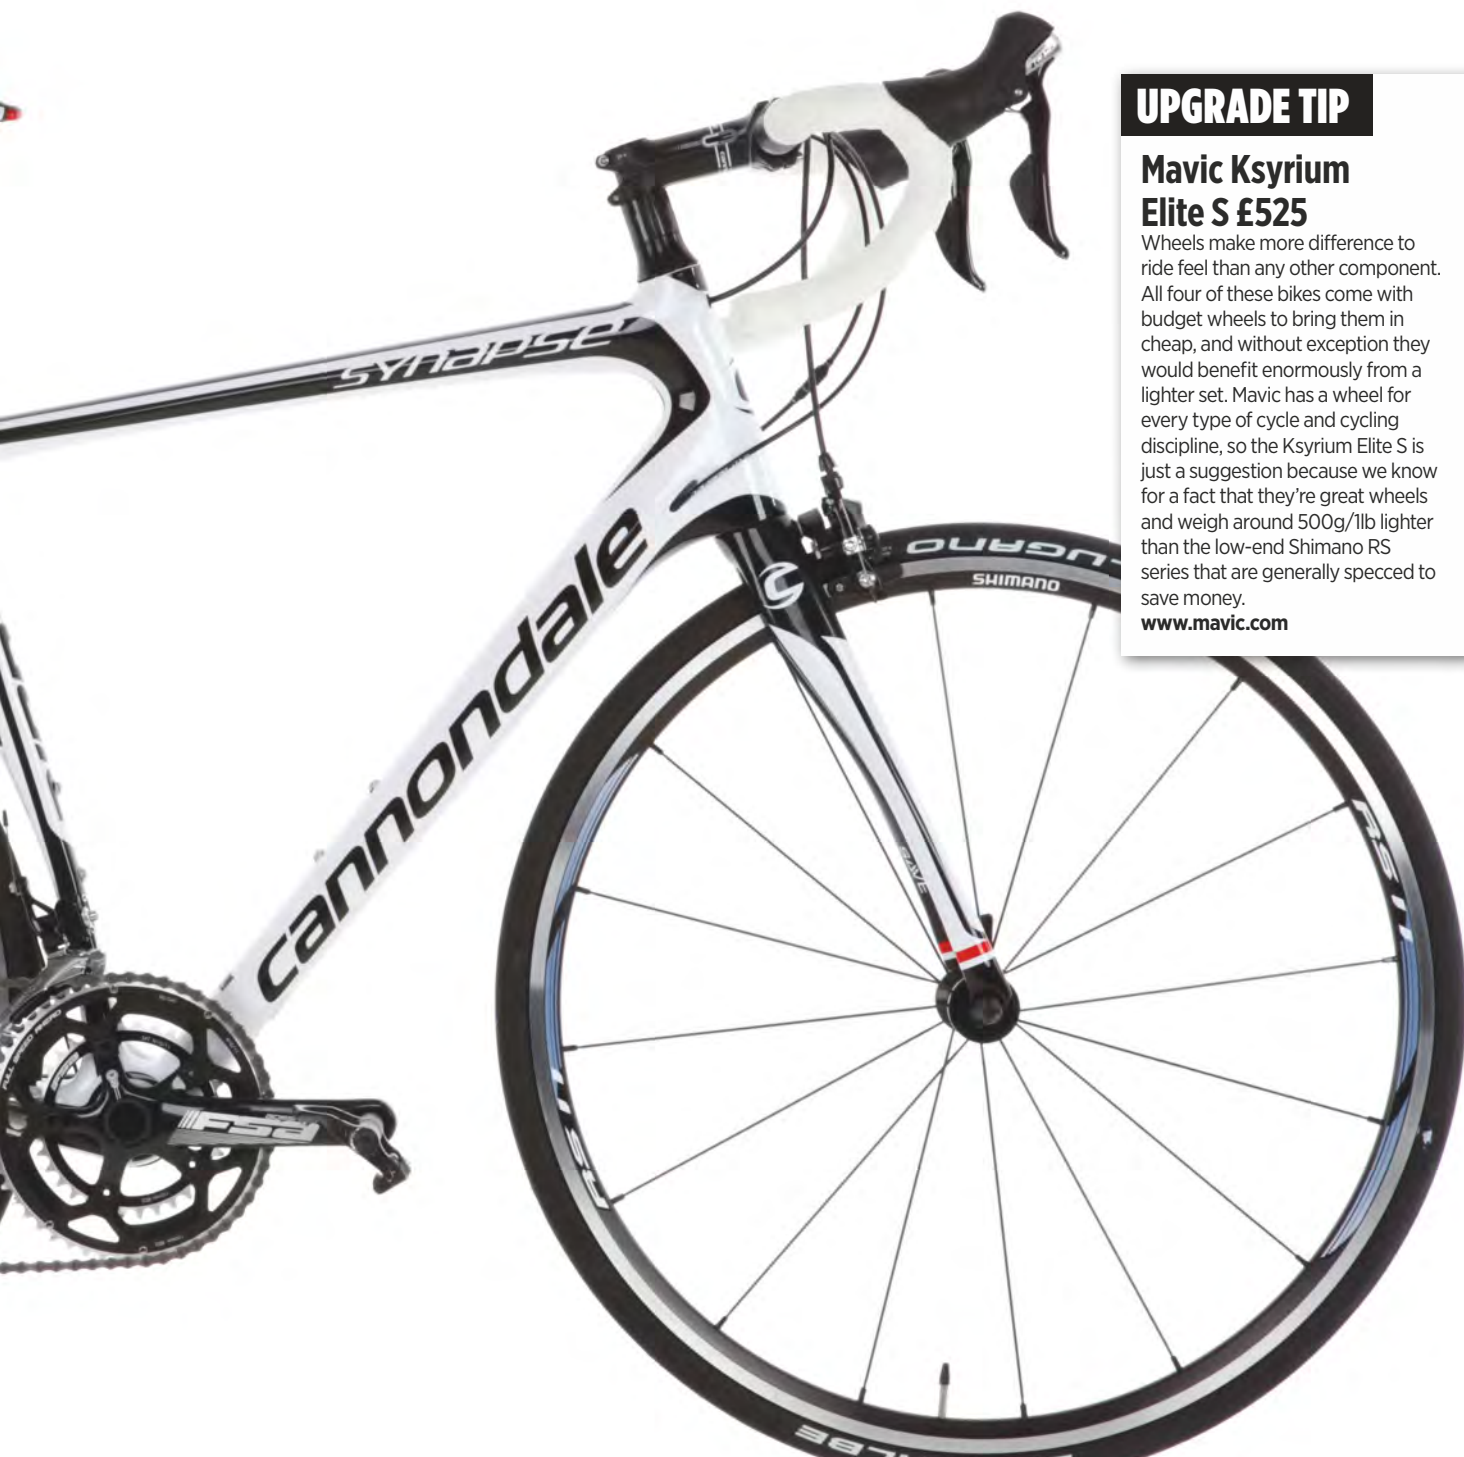 UPGRADE TIP
Mavic Ksyrium
Elite S £525
Wheels make more difference to
ride feel than any other component.
All four of these bikes come with
budget wheels to bring them in
cheap, and without exception they
would benefit enormously from a
lighter set. Mavic has a wheel for
every type of cycle and cycling
discipline, so the Ksyrium Elite S is
just a suggestion because we know
for a fact that they're great wheels
and weigh around 500g/1lb lighter
than the low-end Shimano RS
series that are generally specced to
save money.
www.mavic.com
SYNAPSE
cannondale
LUGANO
SHIMANO
SAVE
RS11
RS11
FULL SPEED AHEAD
FSA